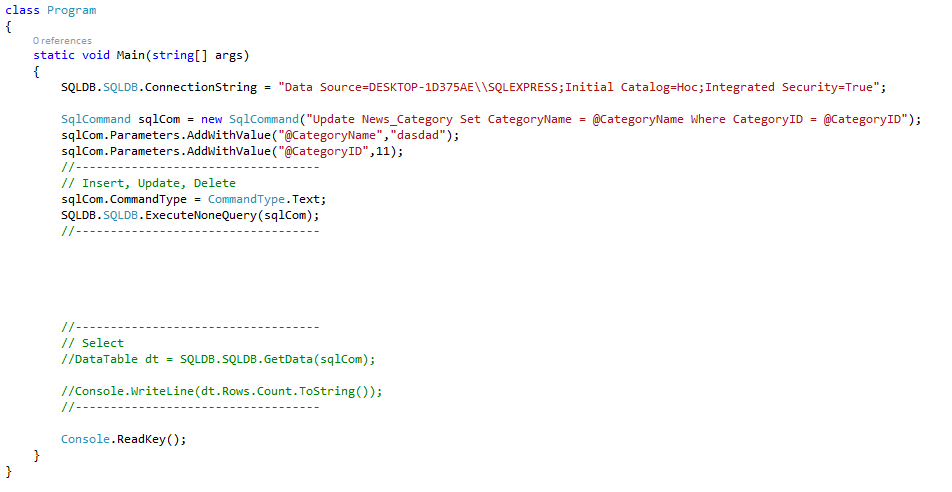 class Program
{
0 references
static void Main(string[] args)
{
SQLDB.SQLDB.ConnectionString = "Data Source=DESKTOP-1D375AE\\SQLEXPRESS;Initial Catalog=Hoc;Integrated Security=True";
SqlCommand sqlCom = new SqlCommand("Update News_Category Set CategoryName = @CategoryName Where CategoryID = @CategoryID");
sqlCom.Parameters.AddWithValue("@CategoryName","dasdad");
sqlCom.Parameters.AddWithValue("@CategoryID",11);
//-----------------------------------
// Insert, Update, Delete
sqlCom.CommandType = CommandType.Text;
SQLDB.SQLDB.ExecuteNoneQuery(sqlCom);
//-----------------------------------
//-----------------------------------
// Select
//DataTable dt = SQLDB.SQLDB.GetData(sqlCom);
//Console.WriteLine(dt.Rows.Count.ToString());
//-----------------------------------
Console.ReadKey();
}
}